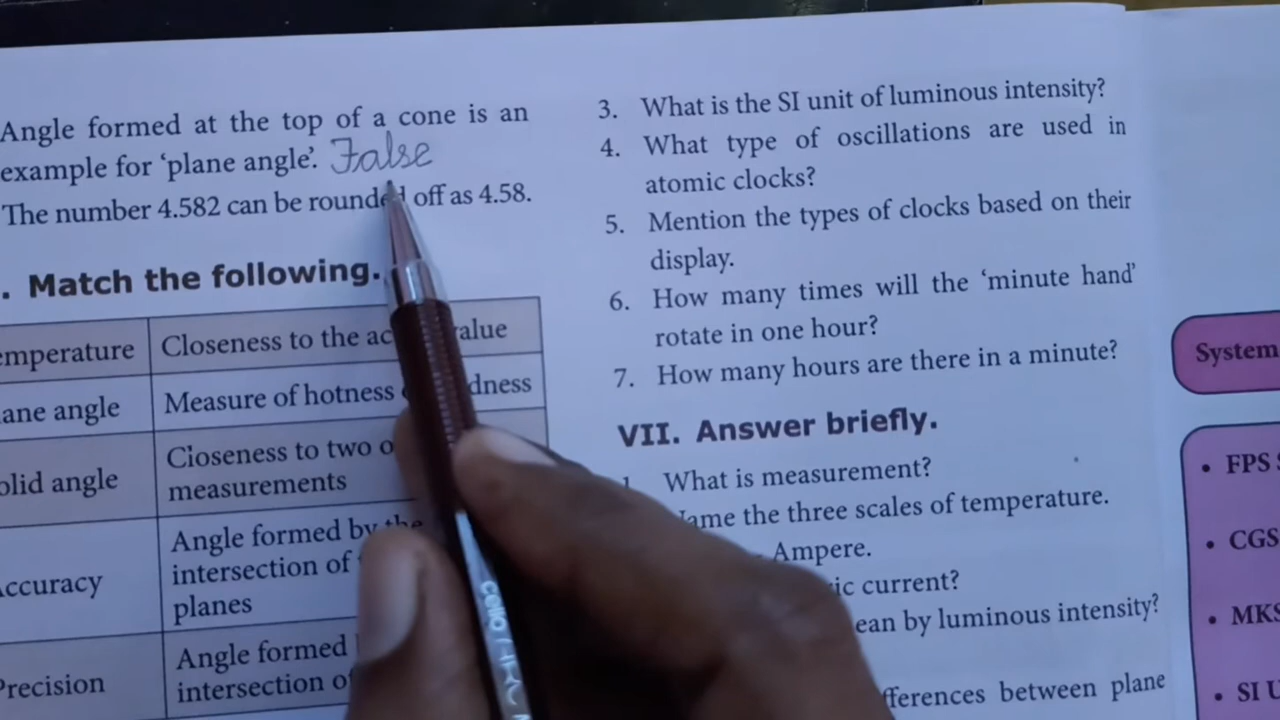 Angle formed at the top of a cone is an
example for ‘plane angle’. False
The number 4.582 can be rounded off as 4.58.
. Match the following.
emperature Closeness to the ac value
ane angle Measure of hotness dness
olid angle Closeness to two o
measurements
ccuracy Angle formed by the
intersection of
planes
Precision Angle formed
intersection of
3. What is the SI unit of luminous intensity?
4. What type of oscillations are used in
atomic clocks?
5. Mention the types of clocks based on their
display.
6. How many times will the ‘minute hand’
rotate in one hour?
7. How many hours are there in a minute?
VII. Answer briefly.
1. What is measurement?
ame the three scales of temperature.
Ampere.
ic current?
ean by luminous intensity?
fferences between plane
System
• FPS
• CGS
• MKS
• SI U
cello